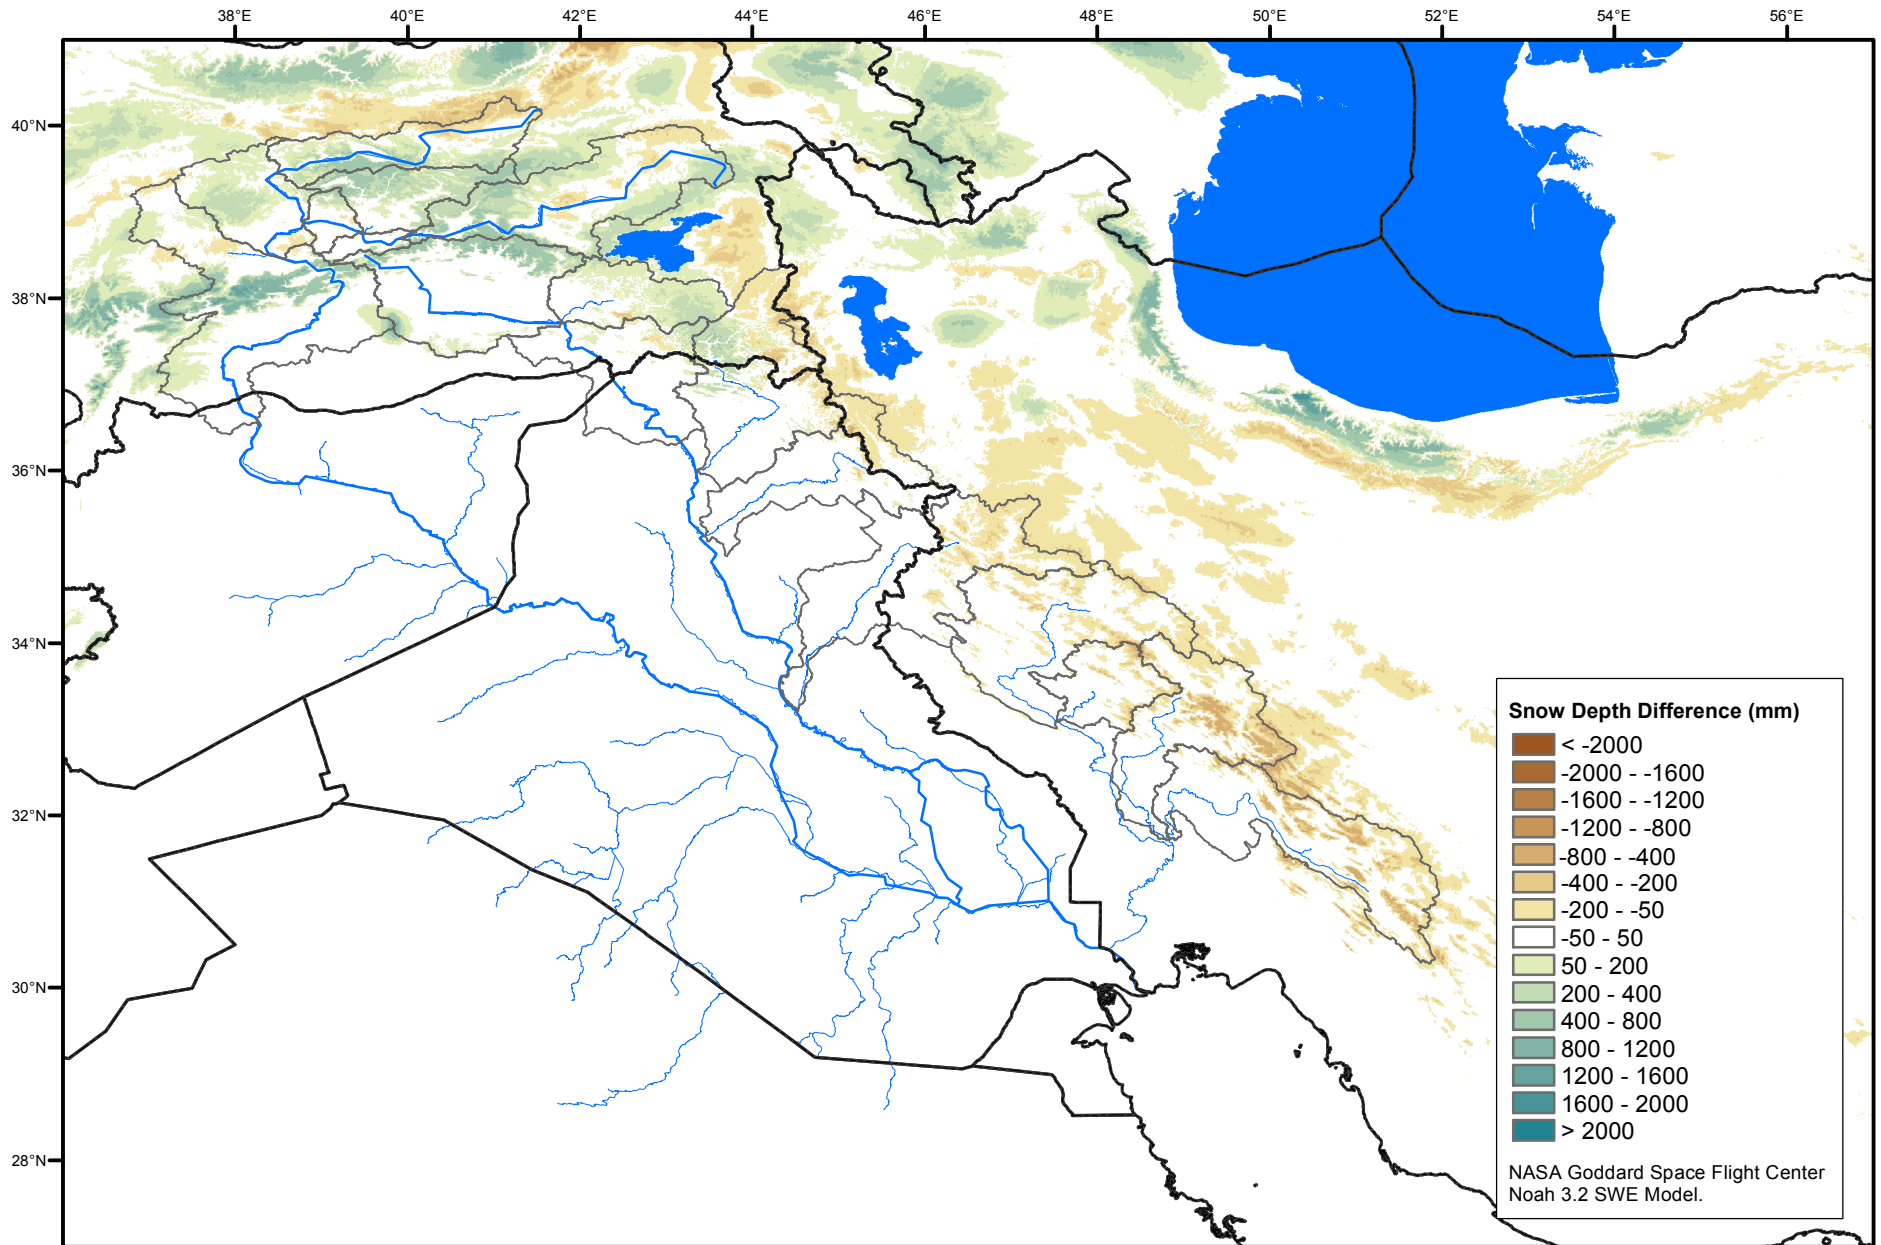 38°E 40°E 42°E 44°E 46°E 48°E 50°E 52°E 54°E 56°E
40°N
38°N
36°N
34°N
32°N
30°N
28°N
Snow Depth Difference (mm)
< -2000
-2000 - -1600
-1600 - -1200
-1200 - -800
-800 - -400
-400 - -200
-200 - -50
-50 - 50
50 - 200
200 - 400
400 - 800
800 - 1200
1200 - 1600
1600 - 2000
> 2000
NASA Goddard Space Flight Center
Noah 3.2 SWE Model.